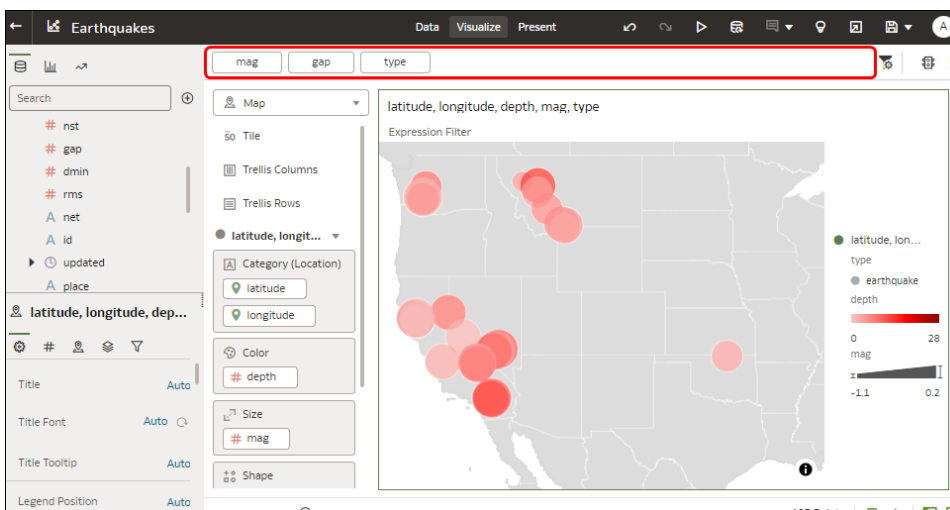 Earthquakes
Data Visualize Present
A
mag gap type
Search
# nst
# gap
# dmin
# rms
A net
A id
updated
A place
latitude, longitude, dep...
#
Title Auto
Title Font Auto
Title Tooltip Auto
Legend Position Auto
Map
50 Tile
Trellis Columns
Trellis Rows
latitude, longit...
A Category (Location)
latitude
longitude
Color
# depth
Size
# mag
Shape
latitude, longitude, depth, mag, type
Expression Filter
latitude, lon...
type
earthquake
depth
0 28
mag
-1.1 0.2